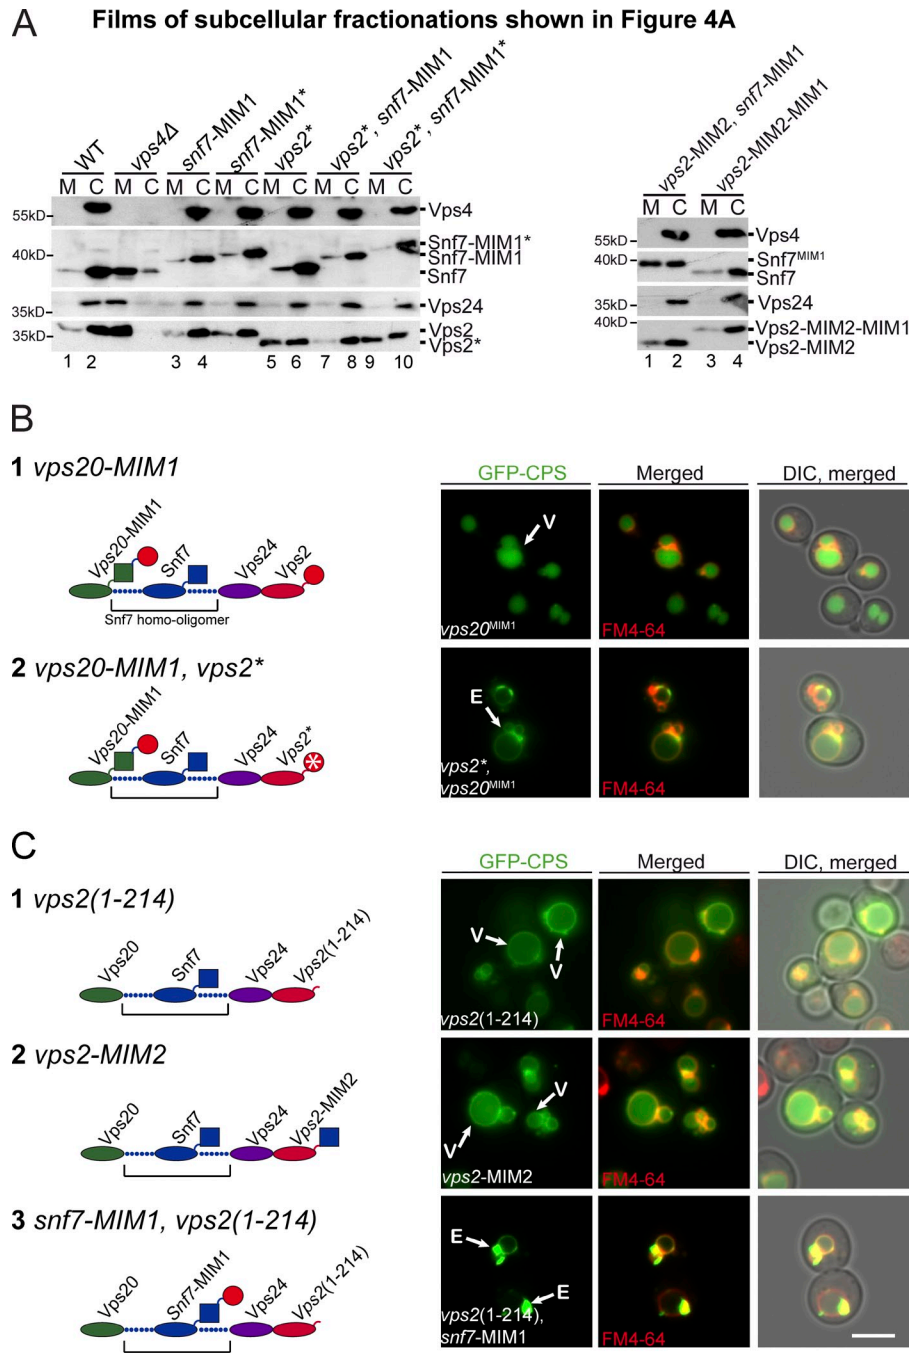 A
Films of subcellular fractionations shown in Figure 4A
WT
vps4Δ
snf7-MIM1
snf7-MIM1*
vps2*
vps2*, snf7-MIM1
vps2*, snf7-MIM1*
M C M C M C M C M C M C M C
55kD
Vps4
40kD
Snf7-MIM1*
Snf7-MIM1
Snf7
35kD
Vps24
35kD
Vps2
Vps2*
1 2 3 4 5 6 7 8 9 10
vps2-MIM2, snf7-MIM1
vps2-MIM2-MIM1
M C M C
55kD
Vps4
40kD
Snf7MIM1
Snf7
35kD
Vps24
40kD
Vps2-MIM2-MIM1
Vps2-MIM2
1 2 3 4
B
1 vps20-MIM1
Vps20-MIM1
Snf7
Vps24
Vps2
Snf7 homo-oligomer
GFP-CPS
Merged
DIC, merged
V
vps20MIM1
FM4-64
2 vps20-MIM1, vps2*
Vps20-MIM1
Snf7
Vps24
Vps2*
*
E
vps2*,
vps20MIM1
FM4-64
C
GFP-CPS
Merged
DIC, merged
1 vps2(1-214)
Vps20
Snf7
Vps24
Vps2(1-214)
V
V
vps2(1-214)
FM4-64
2 vps2-MIM2
Vps20
Snf7
Vps24
Vps2-MIM2
V
V
vps2-MIM2
FM4-64
3 snf7-MIM1, vps2(1-214)
Vps20
Snf7-MIM1
Vps24
Vps2(1-214)
E
E
vps2(1-214),
snf7-MIM1
FM4-64